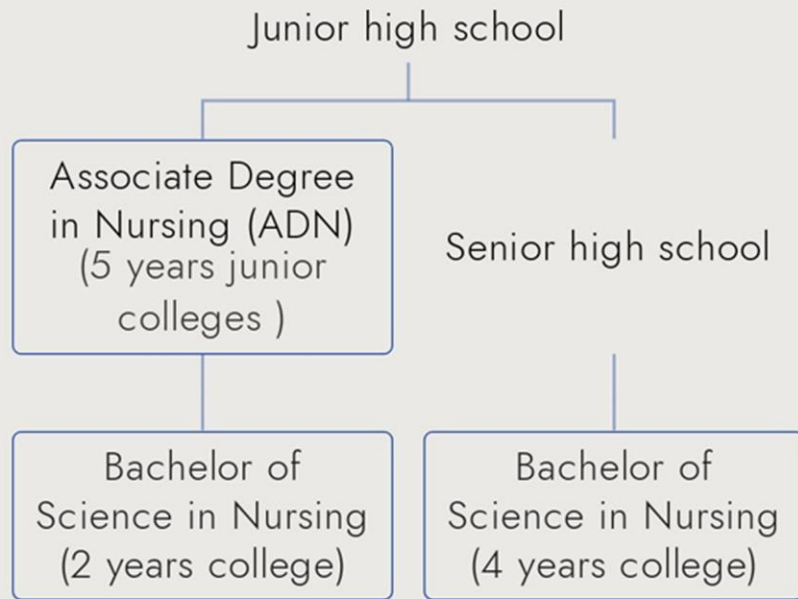 Junior high school
Associate Degree
in Nursing (ADN)
(5 years junior
colleges )
Senior high school
Bachelor of
Science in Nursing
(2 years college)
Bachelor of
Science in Nursing
(4 years college)